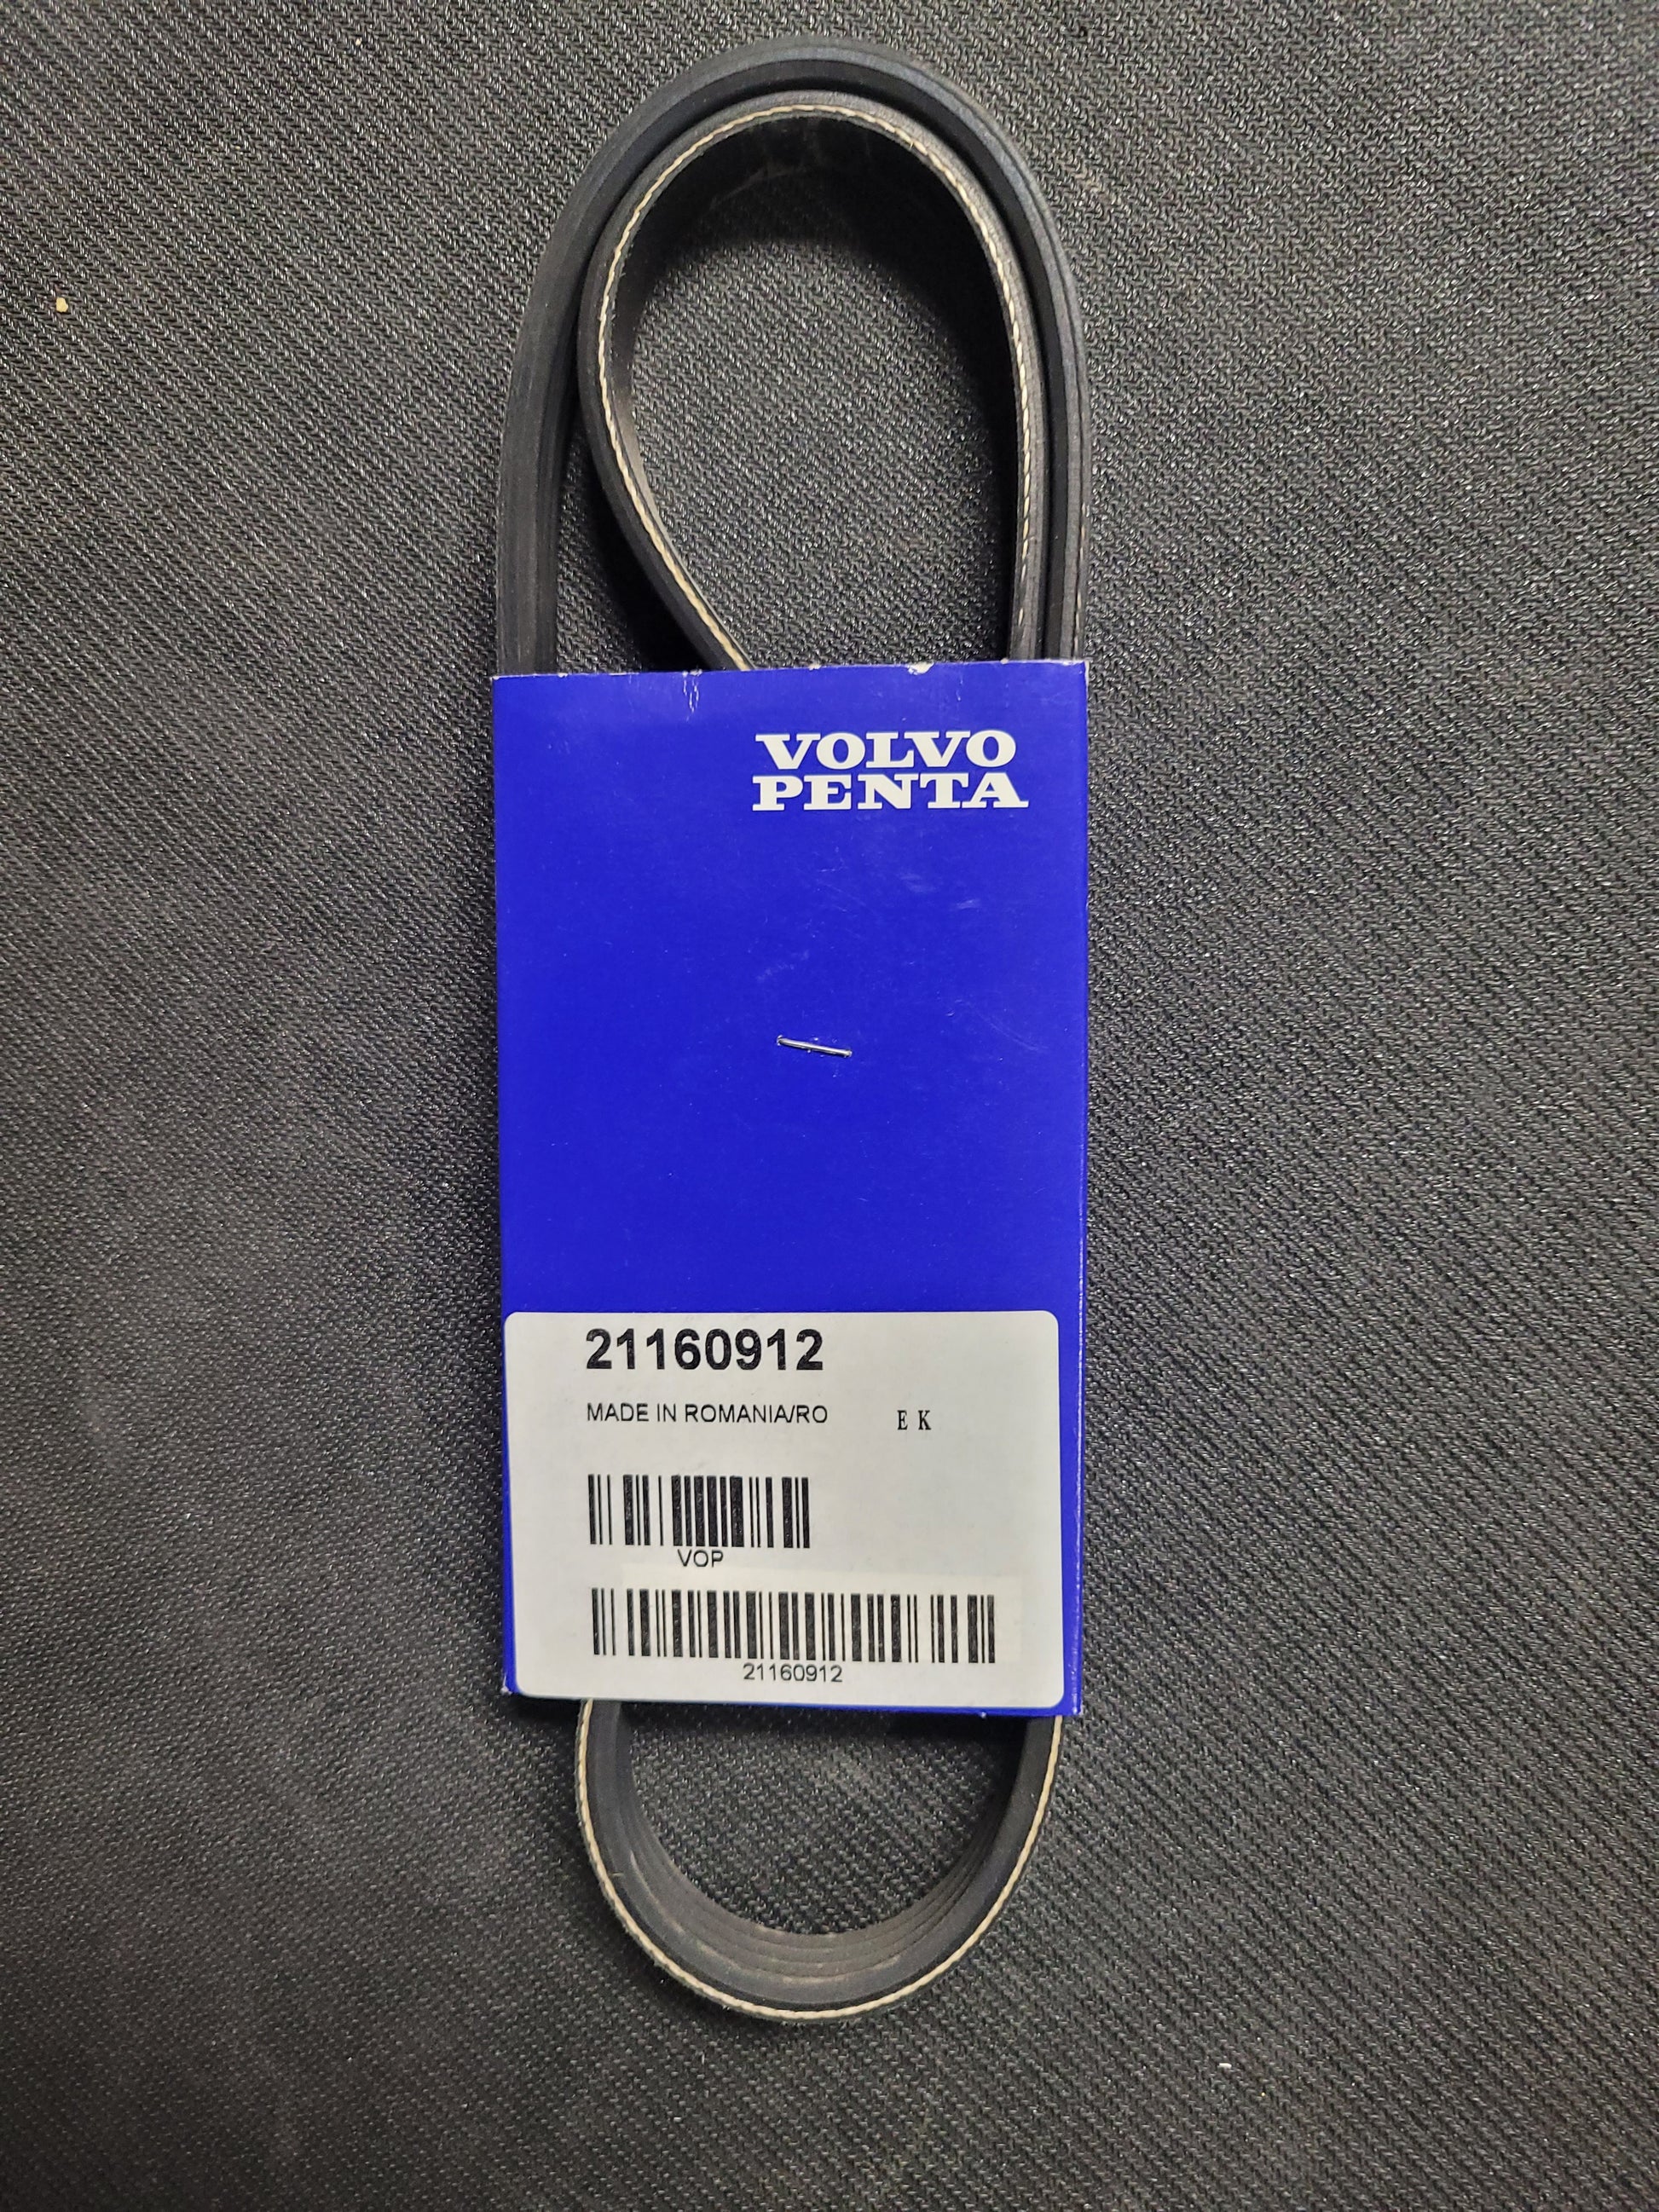 VOLVO
PENTA
21160912
MADE IN ROMANIA/RO E K
VOP
21160912